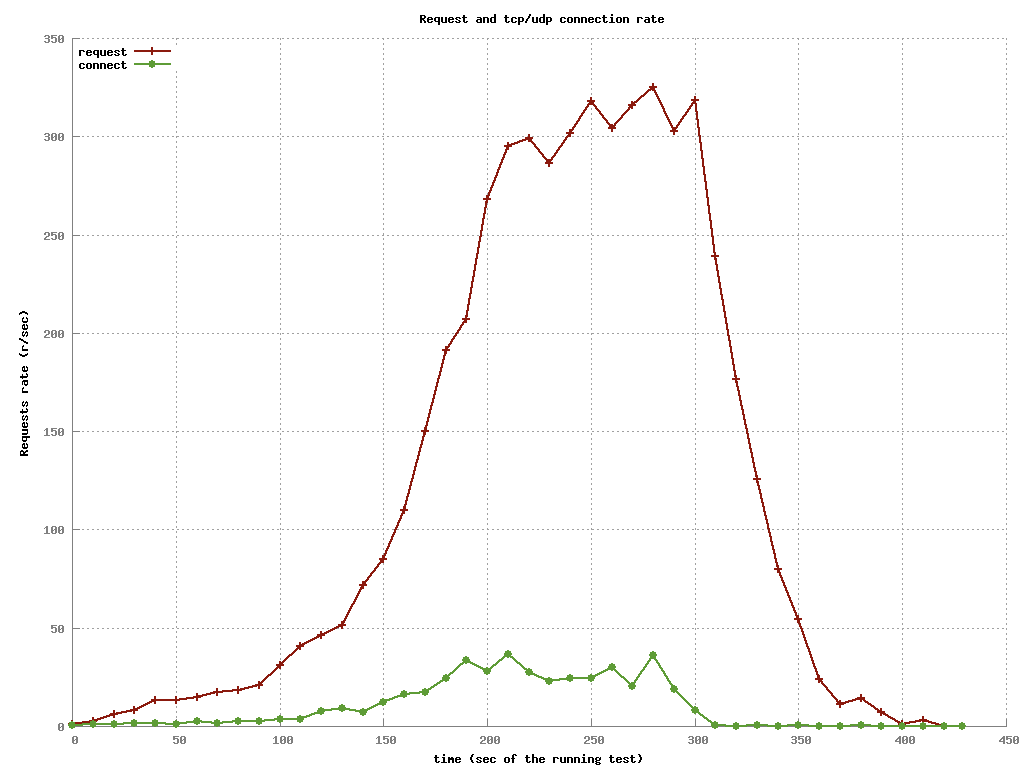 Request and tcp/udp connection rate
350
request
connect
300
250
200
Requests rate (r/sec)
150
100
50
0
0 50 100 150 200 250 300 350 400 450
time (sec of the running test)